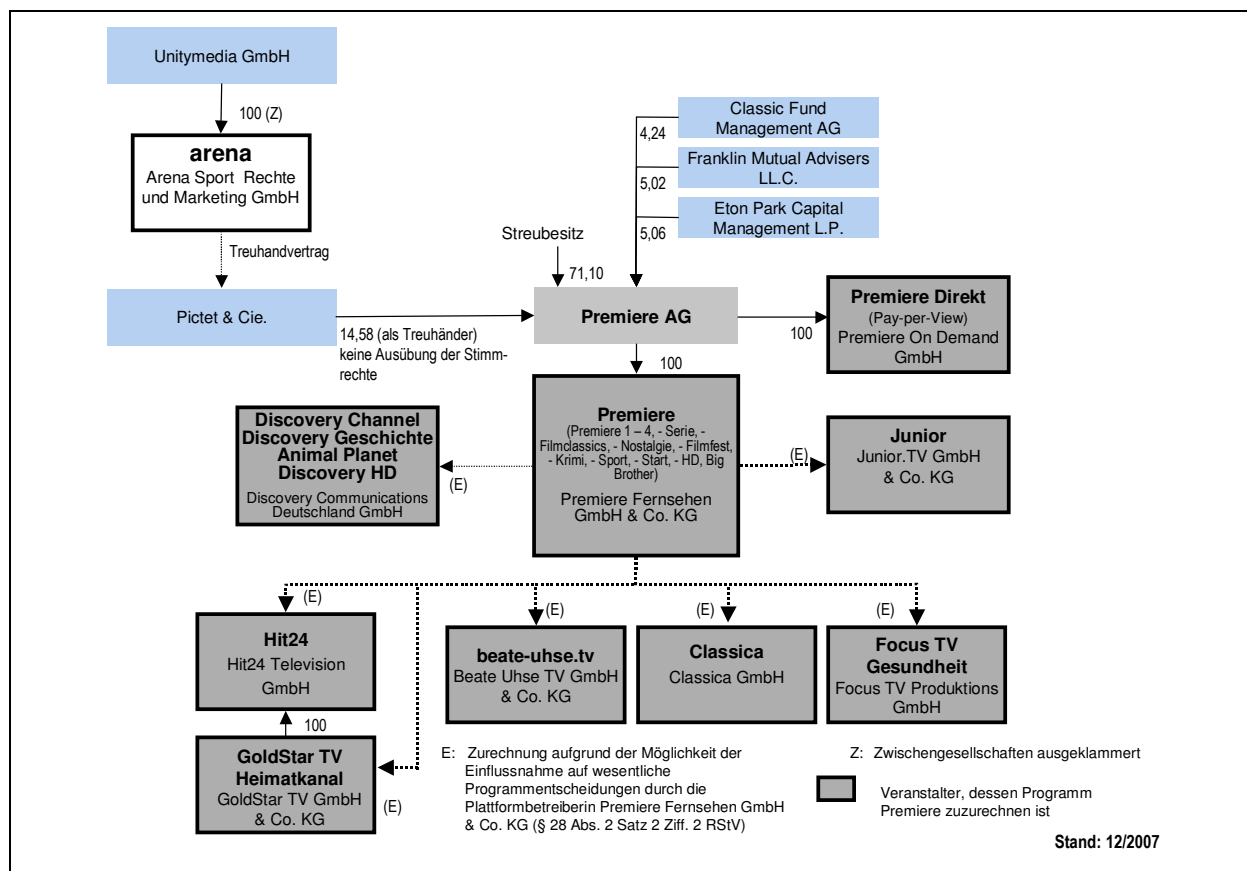 Unitymedia GmbH
100 (Z)
arena
Arena Sport Rechte
und Marketing GmbH
Treuhandvertrag
Pictet & Cie.
14,58 (als Treuhänder)
keine Ausübung der Stimm-
rechte
Classic Fund
Management AG
4,24
Franklin Mutual Advisers
LL.C.
5,02
Eton Park Capital
Management L.P.
5,06
Streubesitz
71,10
Premiere AG
100
Premiere Direkt
(Pay-per-View)
Premiere On Demand
GmbH
100
Discovery Channel
Discovery Geschichte
Animal Planet
Discovery HD
Discovery Communications
Deutschland GmbH
(E)
Premiere
(Premiere 1 – 4, - Serie, -
Filmclassics, - Nostalgie, - Filmfest,
- Krimi, - Sport, - Start, - HD, Big
Brother)
Premiere Fernsehen
GmbH & Co. KG
(E)
Junior
Junior.TV GmbH
& Co. KG
(E)
Hit24
Hit24 Television
GmbH
100
GoldStar TV
Heimatkanal
GoldStar TV GmbH
& Co. KG
(E)
(E)
beate-uhse.tv
Beate Uhse TV GmbH
& Co. KG
(E)
Classica
Classica GmbH
(E)
Focus TV
Gesundheit
Focus TV Produktions
GmbH
E: Zurechnung aufgrund der Möglichkeit der
Einflussnahme auf wesentliche
Programmentscheidungen durch die
Plattformbetreiberin Premiere Fernsehen GmbH
& Co. KG (§ 28 Abs. 2 Satz 2 Ziff. 2 RStV)
Z: Zwischengesellschaften ausgeklammert
Veranstalter, dessen Programm
Premiere zuzurechnen ist
Stand: 12/2007